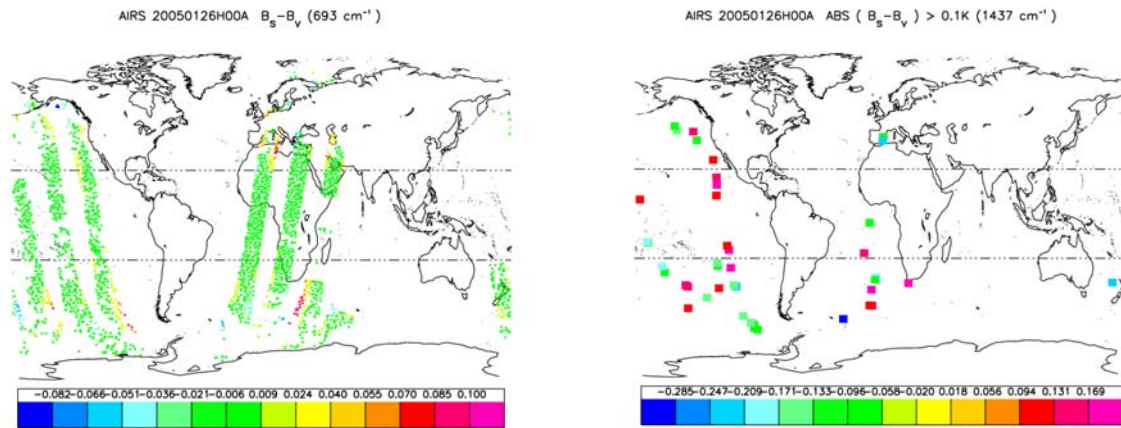 AIRS 20050126H00A B_s−B_v (693 cm⁻¹)
−0.082−0.066−0.051−0.036−0.021−0.006 0.009 0.024 0.040 0.055 0.070 0.085 0.100
AIRS 20050126H00A ABS ( B_s−B_v ) > 0.1K (1437 cm⁻¹)
−0.285−0.247−0.209−0.171−0.133−0.096−0.058−0.020 0.018 0.056 0.094 0.131 0.169